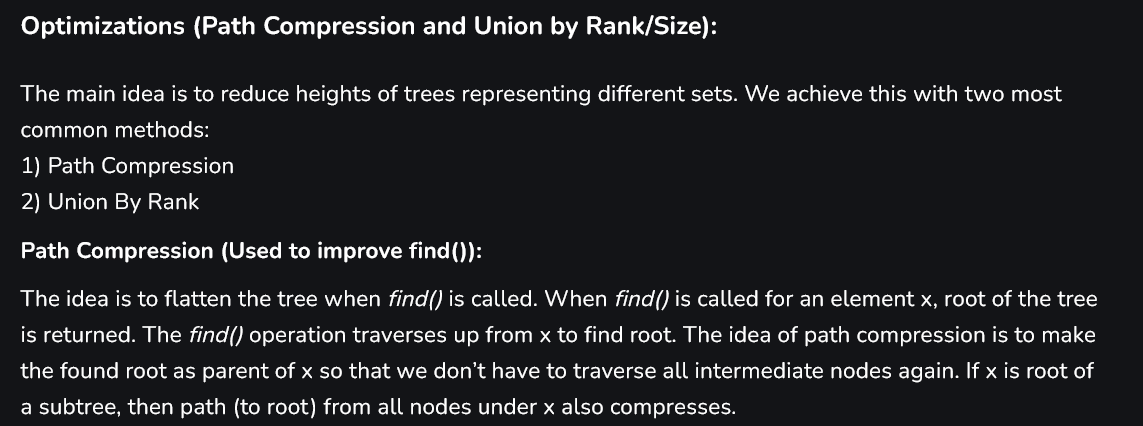 Optimizations (Path Compression and Union by Rank/Size):
The main idea is to reduce heights of trees representing different sets. We achieve this with two most
common methods:
1) Path Compression
2) Union By Rank
Path Compression (Used to improve find()):
The idea is to flatten the tree when find() is called. When find() is called for an element x, root of the tree
is returned. The find() operation traverses up from x to find root. The idea of path compression is to make
the found root as parent of x so that we don’t have to traverse all intermediate nodes again. If x is root of
a subtree, then path (to root) from all nodes under x also compresses.